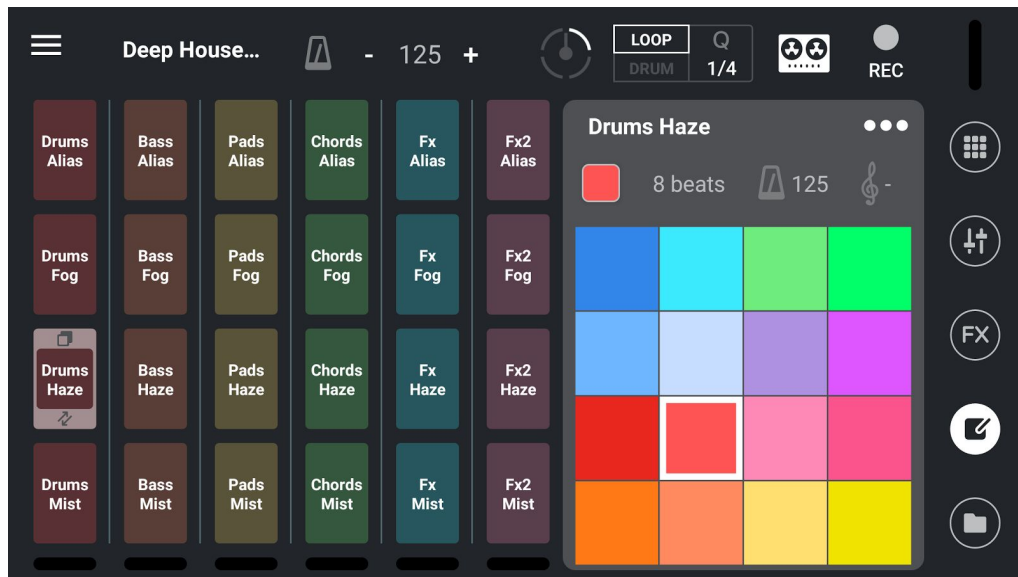 Deep House...
- 125 +
LOOP
DRUM
Q
1/4
REC
Drums
Alias
Bass
Alias
Pads
Alias
Chords
Alias
Fx
Alias
Fx2
Alias
Drums
Fog
Bass
Fog
Pads
Fog
Chords
Fog
Fx
Fog
Fx2
Fog
Drums
Haze
Bass
Haze
Pads
Haze
Chords
Haze
Fx
Haze
Fx2
Haze
Drums
Mist
Bass
Mist
Pads
Mist
Chords
Mist
Fx
Mist
Fx2
Mist
Drums Haze
8 beats
125
-
FX